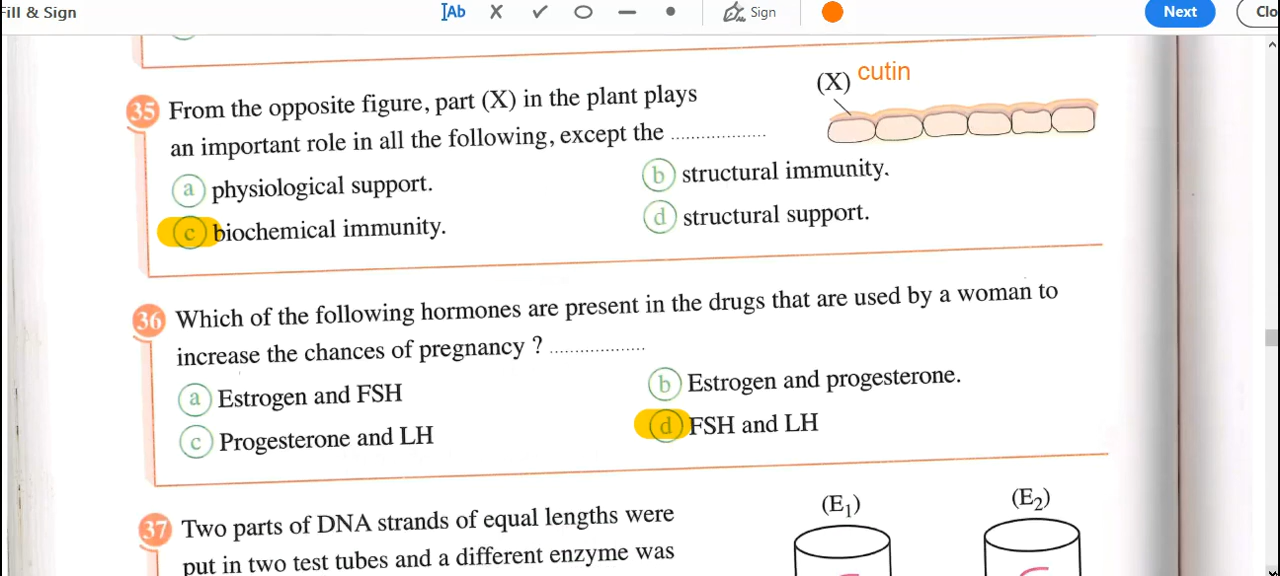 Fill & Sign
Ab
Sign
Next
Clo
35 From the opposite figure, part (X) in the plant plays
an important role in all the following, except the ..................
(X) cutin
a physiological support.
b structural immunity.
c biochemical immunity.
d structural support.
36 Which of the following hormones are present in the drugs that are used by a woman to
increase the chances of pregnancy ? ..................
a Estrogen and FSH
b Estrogen and progesterone.
c Progesterone and LH
d FSH and LH
37 Two parts of DNA strands of equal lengths were
put in two test tubes and a different enzyme was
(E₁)
(E₂)